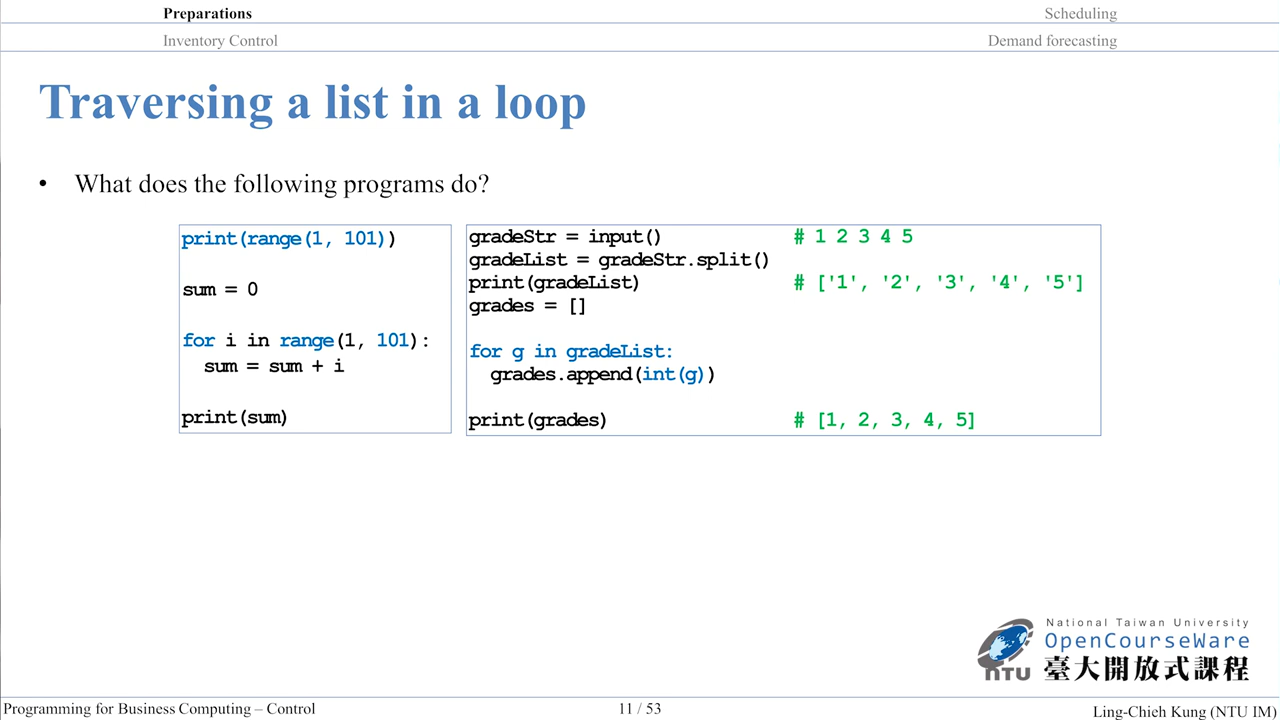 Preparations
Scheduling
Inventory Control
Demand forecasting
Traversing a list in a loop
• What does the following programs do?
print(range(1, 101))
sum = 0
for i in range(1, 101):
  sum = sum + i
print(sum)
gradeStr = input() # 1 2 3 4 5
gradeList = gradeStr.split()
print(gradeList) # ['1', '2', '3', '4', '5']
grades = []
for g in gradeList:
  grades.append(int(g))
print(grades) # [1, 2, 3, 4, 5]
National Taiwan University
OpenCourseWare
臺大開放式課程
NTU
Programming for Business Computing – Control
11 / 53
Ling-Chieh Kung (NTU IM)